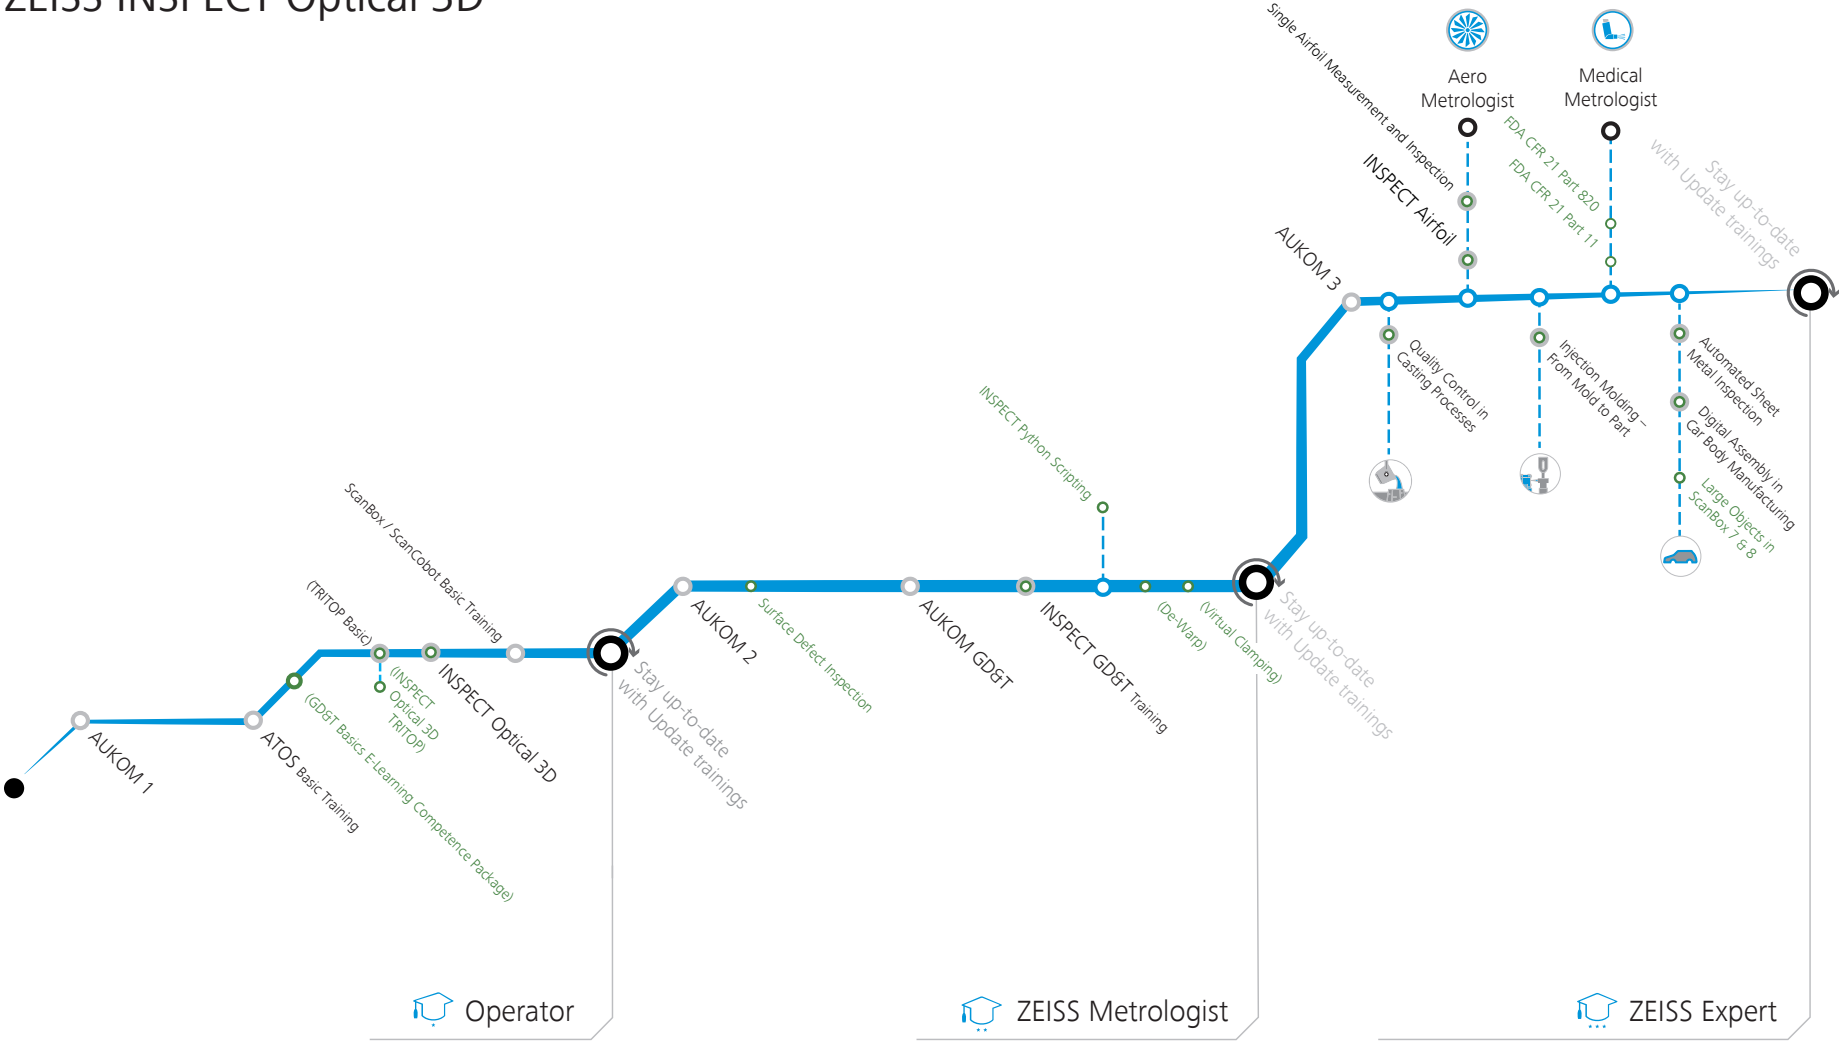 ZEISS INSPECT Optical 3D
AUKOM 1
ATOS Basic Training
(GD&T Basics E-Learning Competence Package)
(TRITOP Basic)
(INSPECT
Optical 3D
TRITOP)
INSPECT Optical 3D
ScanBox / ScanCobot Basic Training
Stay up-to-date
with Update trainings
Operator
AUKOM 2
Surface Defect Inspection
AUKOM GD&T
INSPECT GD&T Training
INSPECT Python Scripting
(De-Warp)
(Virtual Clamping)
Stay up-to-date
with Update trainings
ZEISS Metrologist
AUKOM 3
Quality Control in
Casting Processes
Single Airfoil Measurement and Inspection
INSPECT Airfoil
Aero
Metrologist
Injection Molding –
From Mold to Part
FDA CFR 21 Part 820
FDA CFR 21 Part 11
Medical
Metrologist
Automated Sheet
Metal Inspection
Digital Assembly in
Car Body Manufacturing
Large Objects in
ScanBox 7 & 8
Stay up-to-date
with Update trainings
ZEISS Expert